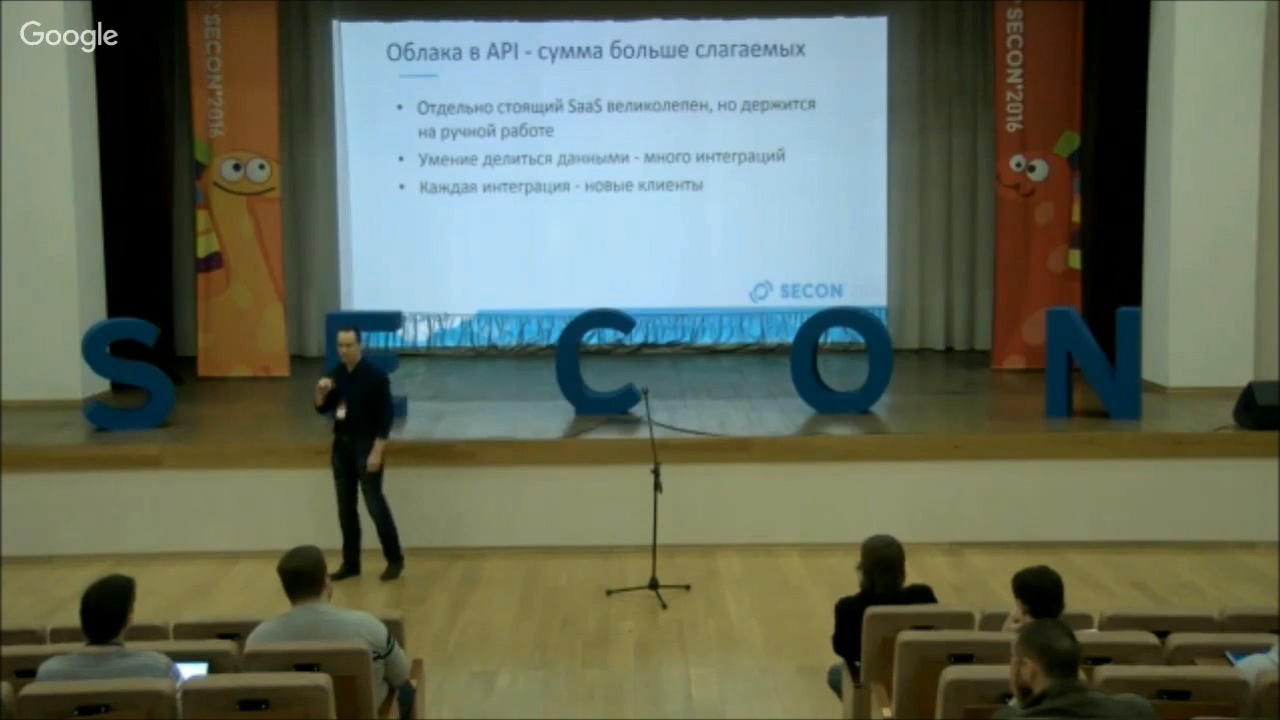 Google
SECON'2016
SECON'2016
Облака в API - сумма больше слагаемых
• Отдельно стоящий SaaS великолепен, но держится
на ручной работе
• Умение делиться данными - много интеграций
• Каждая интеграция - новые клиенты
SECON
SECON